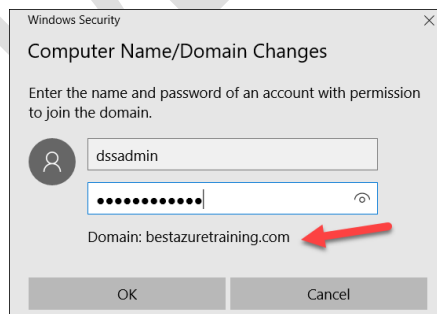 Windows Security
Computer Name/Domain Changes
Enter the name and password of an account with permission
to join the domain.
dssadmin
●●●●●●●●●●●●
Domain: bestazuretraining.com
OK
Cancel